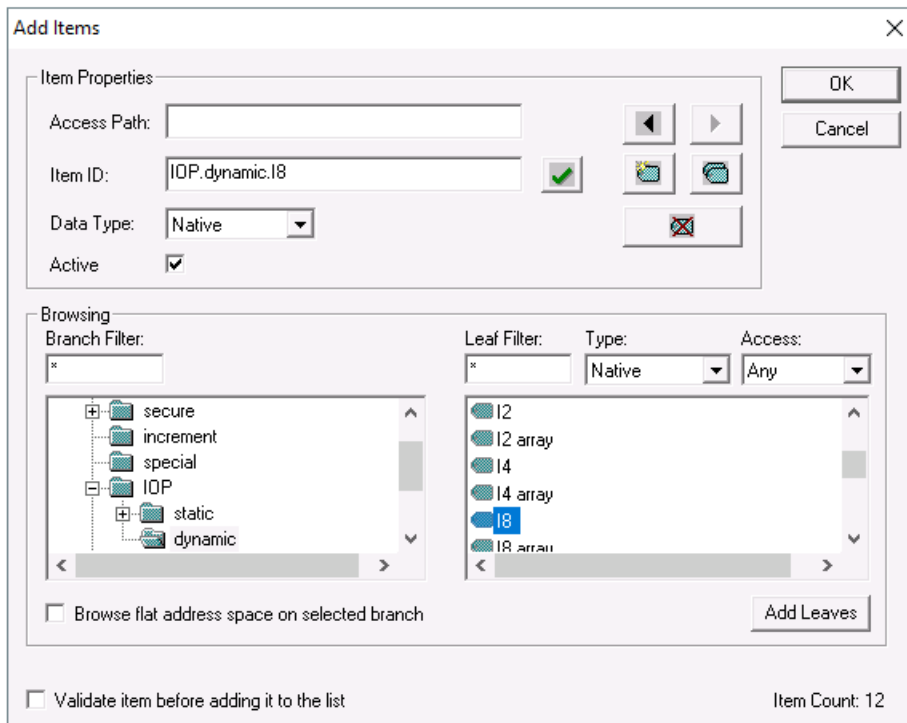 Add Items
Item Properties
OK
Access Path:
Cancel
Item ID: IOP.dynamic.I8
Data Type: Native
Active
Browsing
Branch Filter: Leaf Filter: Type: Access:
* * Native Any
secure
increment
special
IOP
static
dynamic
I2
I2 array
I4
I4 array
I8
I8 array
Browse flat address space on selected branch
Add Leaves
Validate item before adding it to the list
Item Count: 12